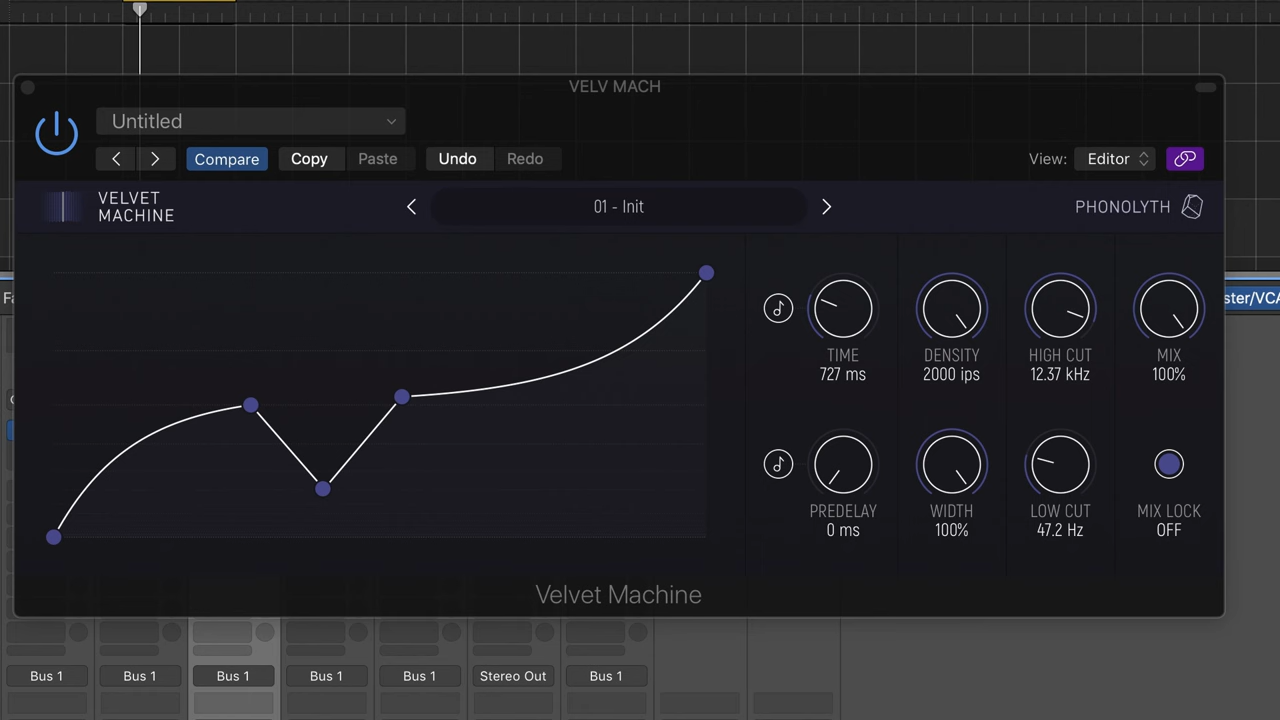 VELV MACH
Untitled
Compare
Copy
Paste
Undo
Redo
View:
Editor
VELVET
MACHINE
01 - Init
PHONOLYTH
TIME
727 ms
DENSITY
2000 ips
HIGH CUT
12.37 kHz
MIX
100%
PREDELAY
0 ms
WIDTH
100%
LOW CUT
47.2 Hz
MIX LOCK
OFF
Velvet Machine
ster/VCA
Bus 1
Bus 1
Bus 1
Bus 1
Bus 1
Stereo Out
Bus 1